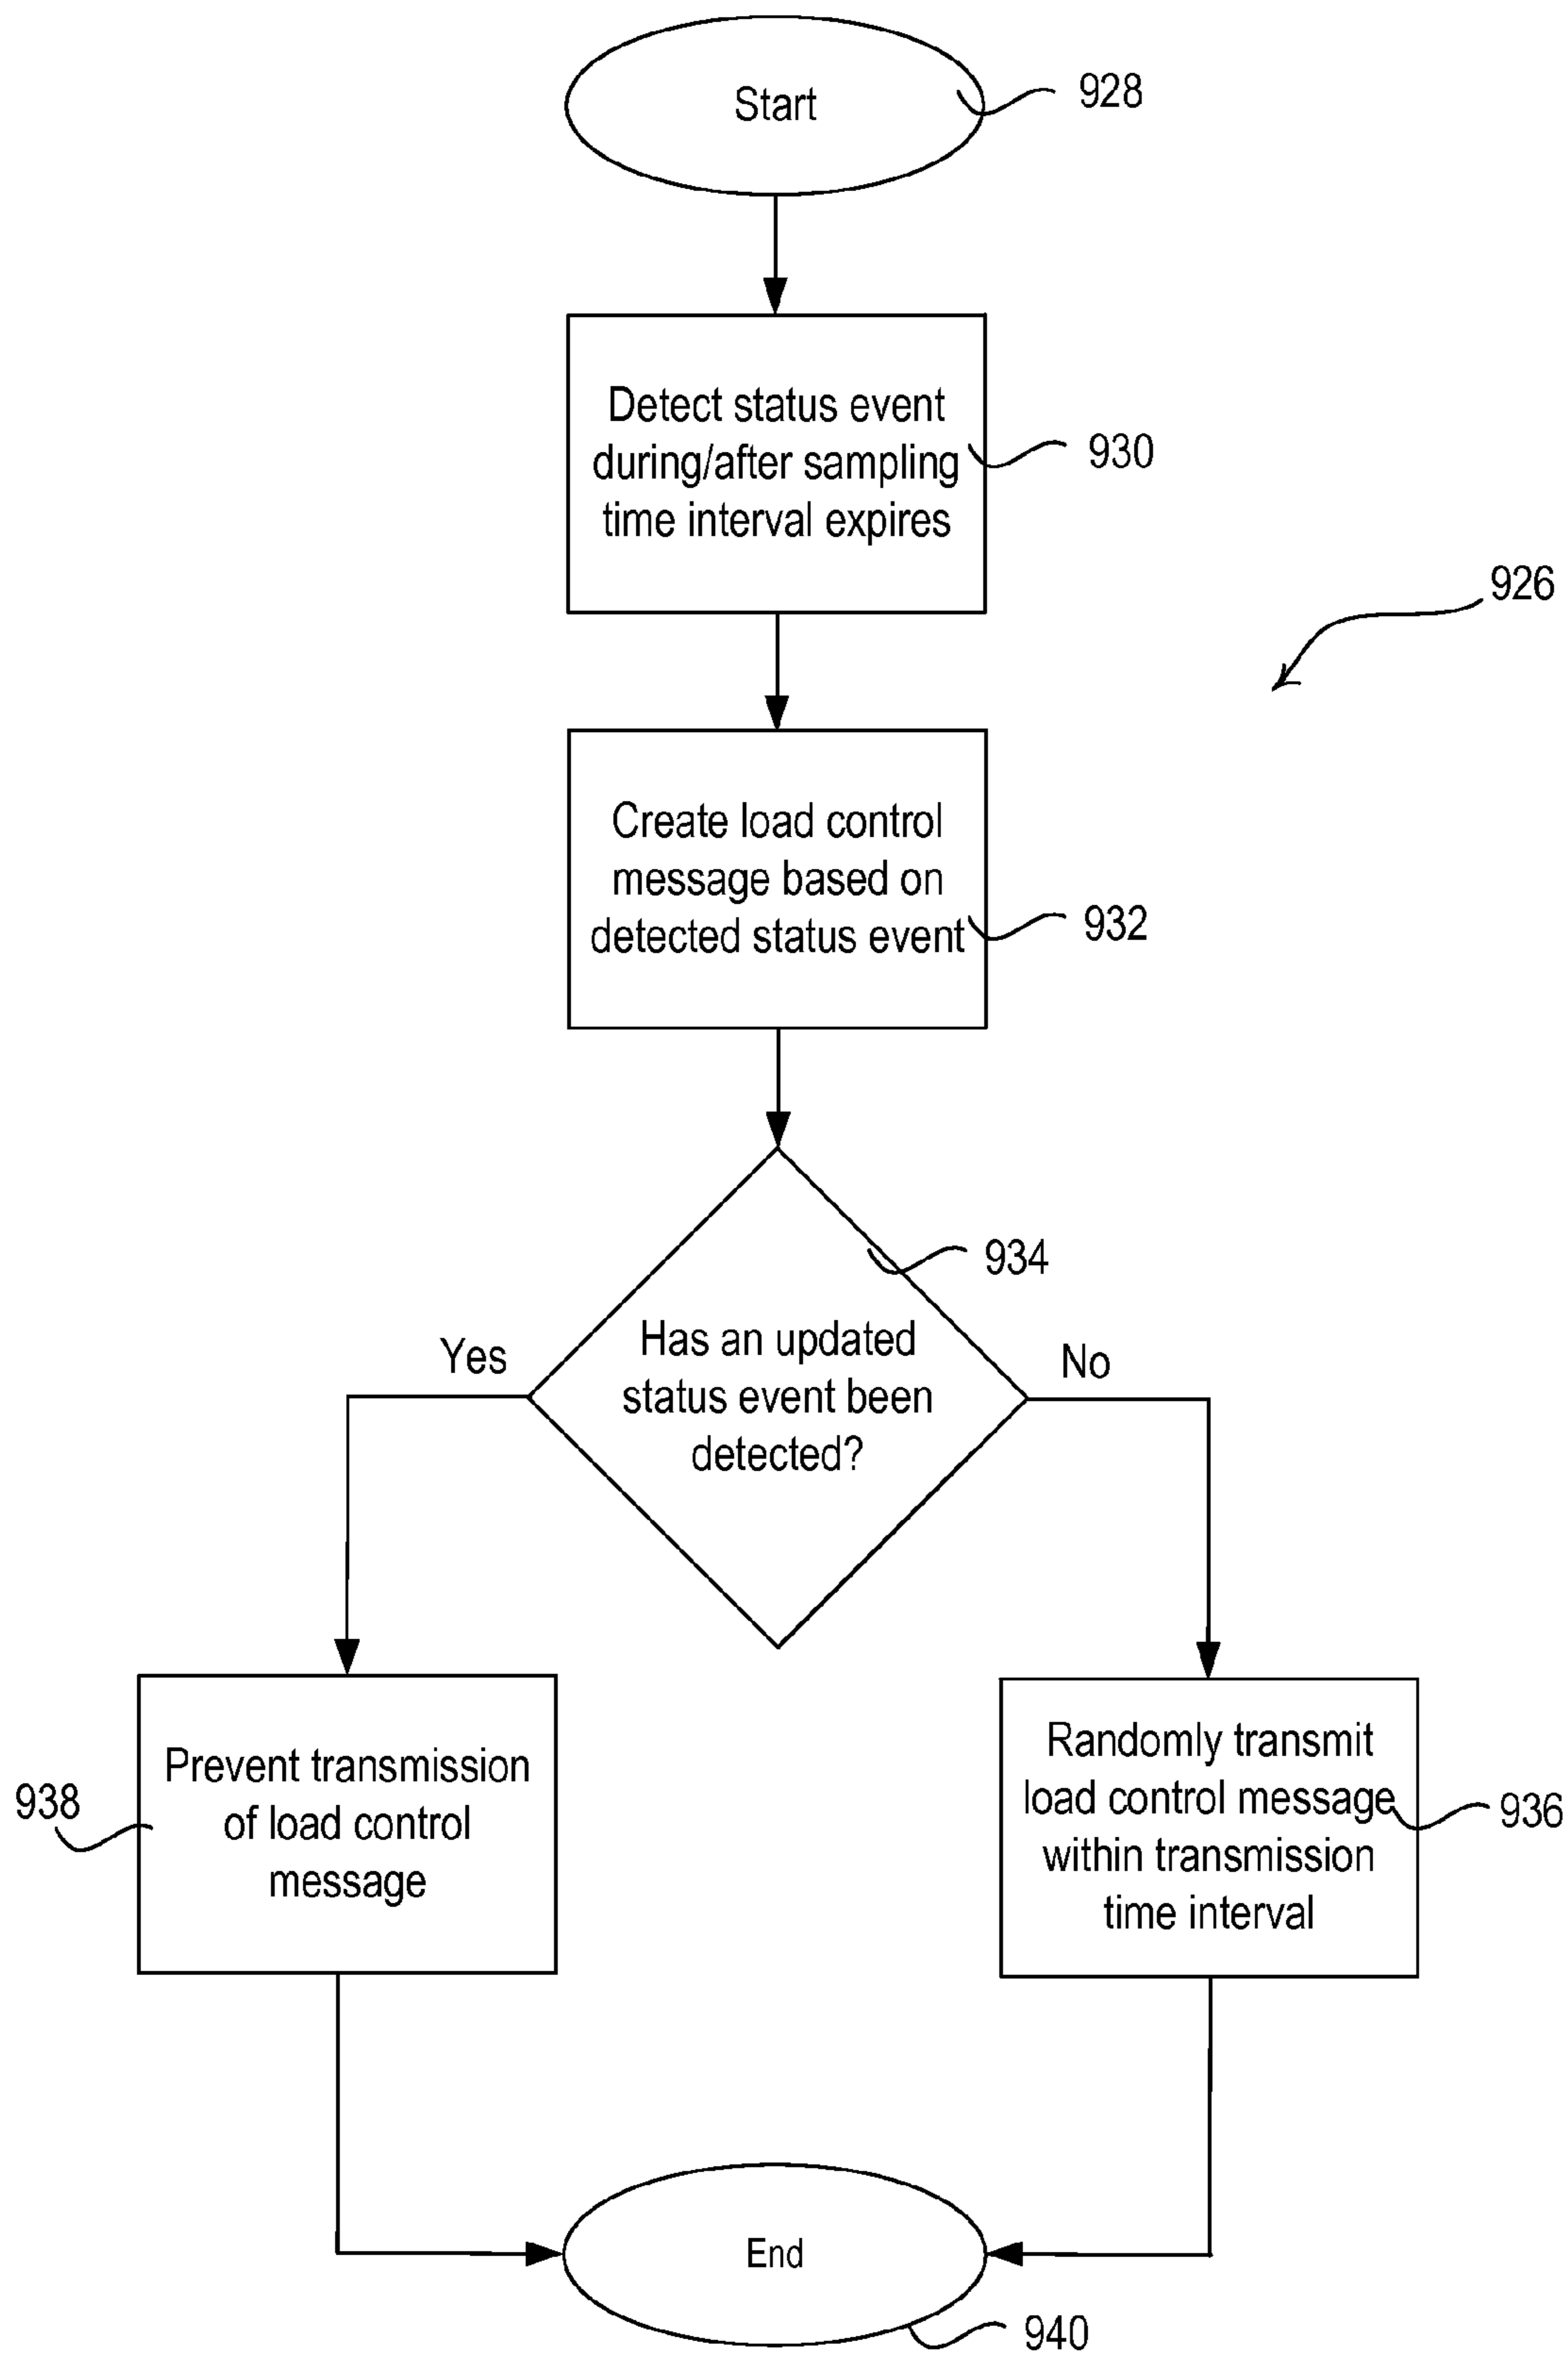 Start
928
Detect status event
during/after sampling
time interval expires
930
926
Create load control
message based on
detected status event
932
934
Has an updated
status event been
detected?
Yes
No
Prevent transmission
of load control
message
938
Randomly transmit
load control message
within transmission
time interval
936
End
940